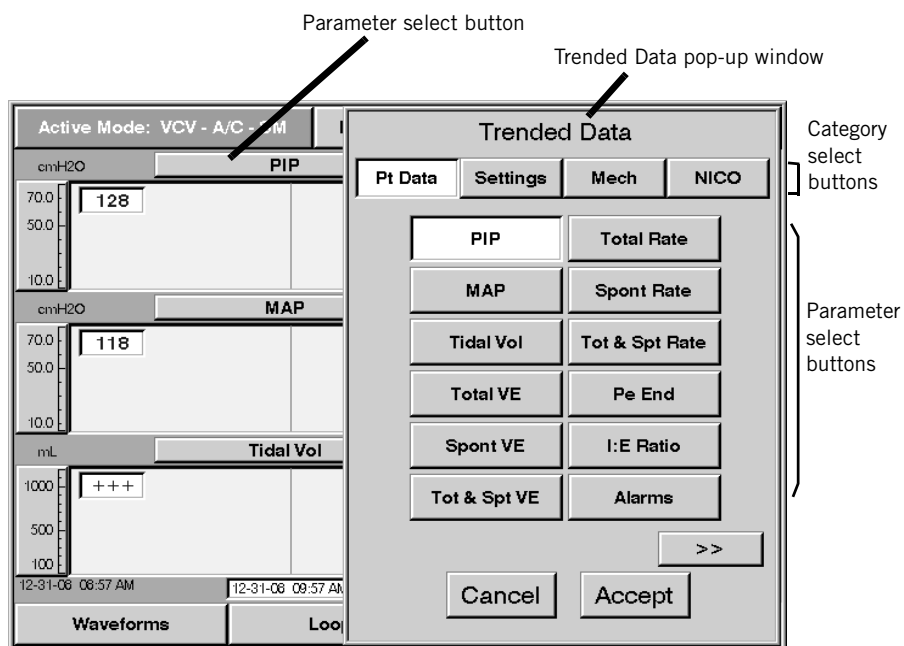 Parameter select button
Trended Data pop-up window
Active Mode: VCV - A/C -
Trended Data
Category
select
buttons
cmH2O
PIP
Pt Data
Settings
Mech
NICO
70.0
128
50.0
10.0
PIP
Total Rate
MAP
Spont Rate
cmH2O
MAP
70.0
118
50.0
10.0
Parameter
select
buttons
Tidal Vol
Tot & Spt Rate
Total VE
Pe End
mL
Tidal Vol
Spont VE
I:E Ratio
1000
+++
500
100
Tot & Spt VE
Alarms
>>
12-31-06 08:57 AM
12-31-06 09:57 AM
Cancel
Accept
Waveforms